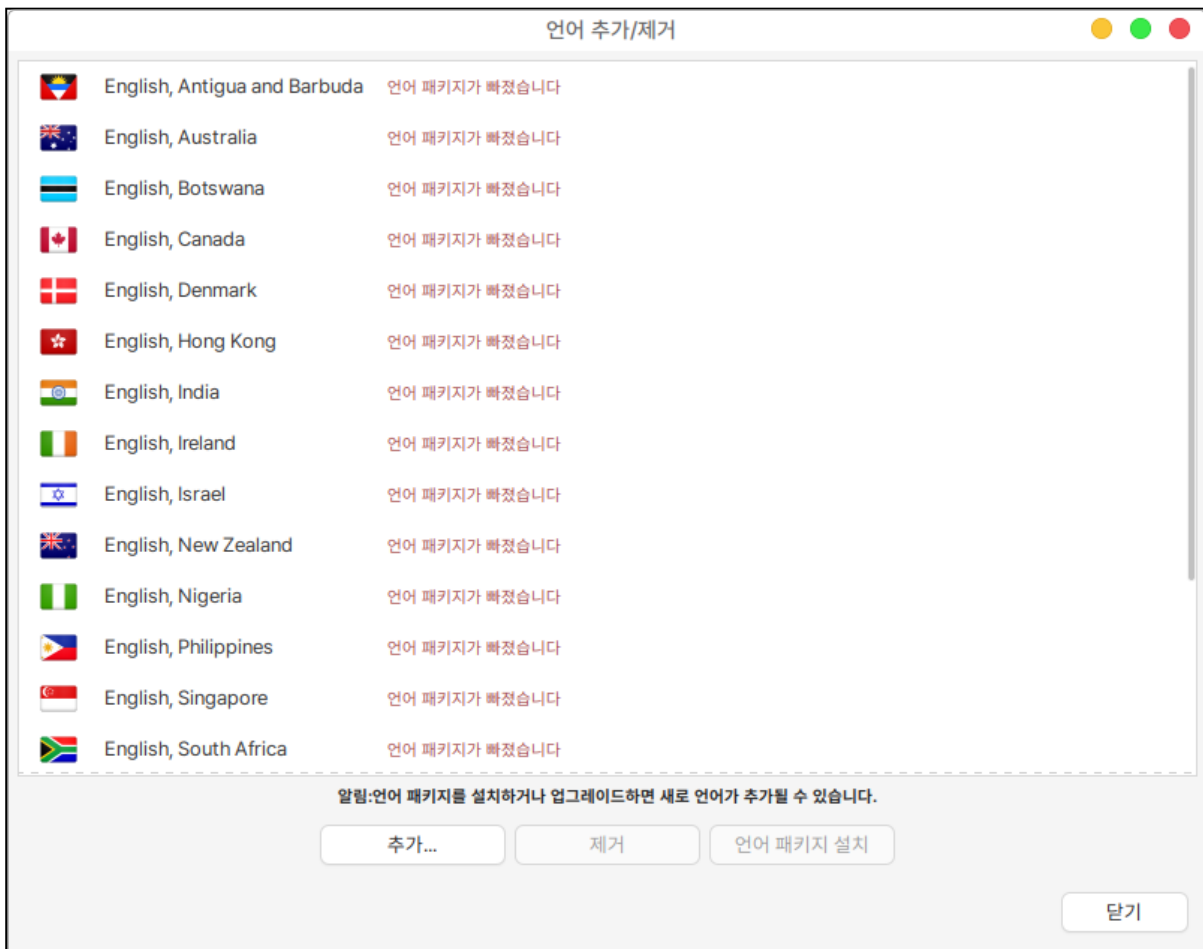 언어 추가/제거
English, Antigua and Barbuda 언어 패키지가 빠졌습니다
English, Australia 언어 패키지가 빠졌습니다
English, Botswana 언어 패키지가 빠졌습니다
English, Canada 언어 패키지가 빠졌습니다
English, Denmark 언어 패키지가 빠졌습니다
English, Hong Kong 언어 패키지가 빠졌습니다
English, India 언어 패키지가 빠졌습니다
English, Ireland 언어 패키지가 빠졌습니다
English, Israel 언어 패키지가 빠졌습니다
English, New Zealand 언어 패키지가 빠졌습니다
English, Nigeria 언어 패키지가 빠졌습니다
English, Philippines 언어 패키지가 빠졌습니다
English, Singapore 언어 패키지가 빠졌습니다
English, South Africa 언어 패키지가 빠졌습니다
알림:언어 패키지를 설치하거나 업그레이드하면 새로 언어가 추가될 수 있습니다.
추가... 제거 언어 패키지 설치
닫기